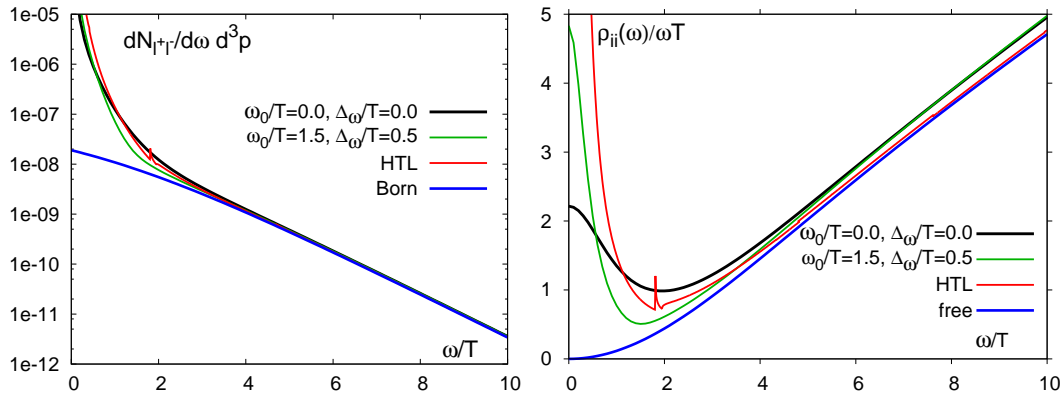 dN_{l⁺l⁻}/dω d³p
1e-05
1e-06
1e-07
1e-08
1e-09
1e-10
1e-11
1e-12
ω₀/T=0.0, Δ_ω/T=0.0
ω₀/T=1.5, Δ_ω/T=0.5
HTL
Born
ω/T
0 2 4 6 8 10
ρ_{ii}(ω)/ωT
5
4
3
2
1
0
ω₀/T=0.0, Δ_ω/T=0.0
ω₀/T=1.5, Δ_ω/T=0.5
HTL
free
ω/T
0 2 4 6 8 10